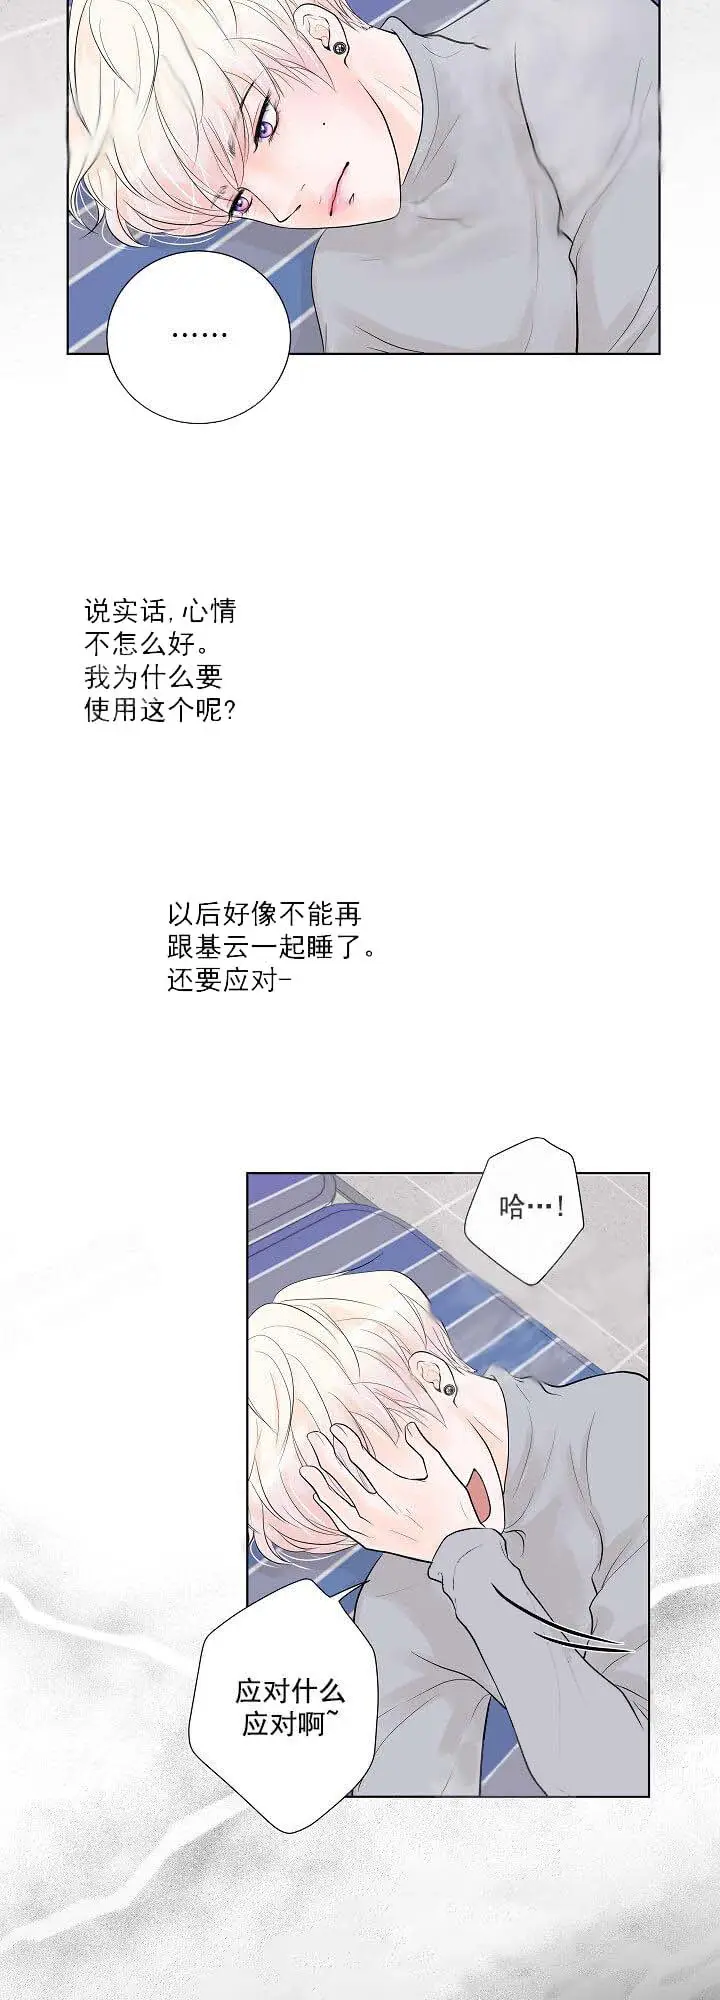 ……
说实话,心情
不怎么好。
我为什么要
使用这个呢?
以后好像不能再
跟基云一起睡了。
还要应对-
哈…!
应对什么
应对啊~